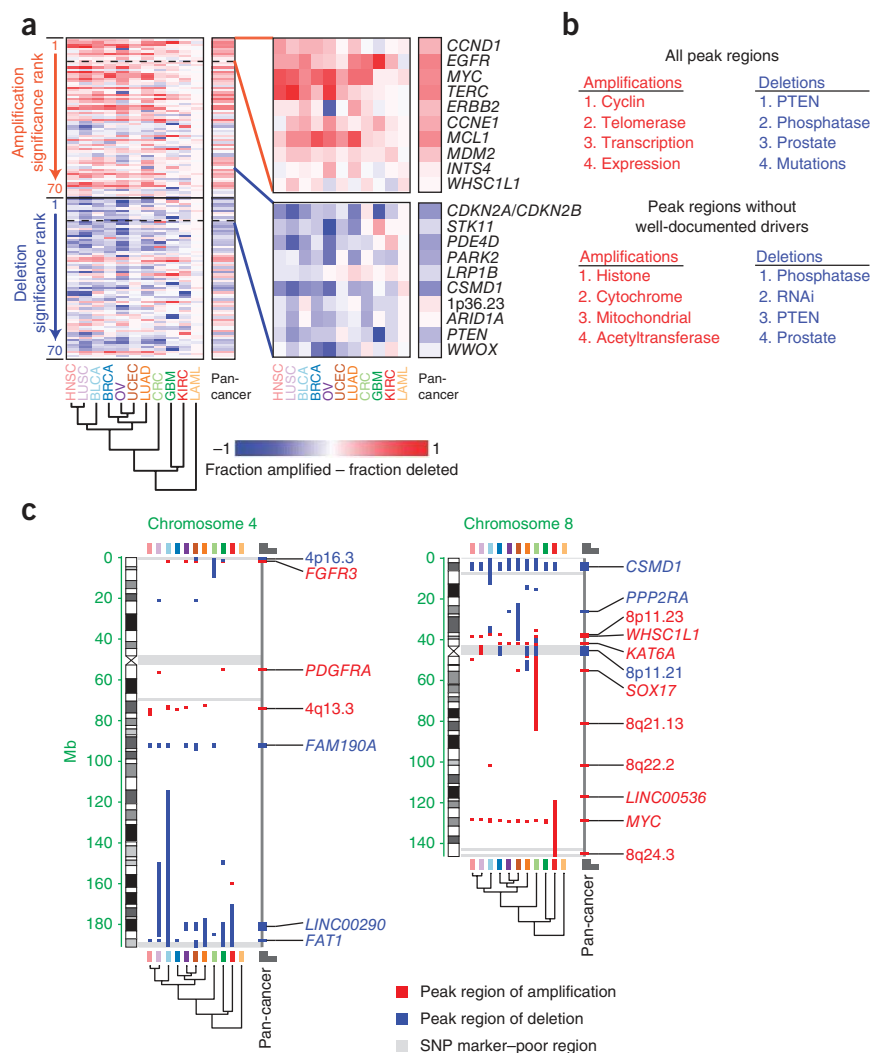 a
Amplification
significance rank
1
70
Deletion
significance rank
1
70
HNSC
LUSC
BLCA
BRCA
OV
UCEC
LUAD
CRC
GBM
KIRC
LAML
Pan-
cancer
CCND1
EGFR
MYC
TERC
ERBB2
CCNE1
MCL1
MDM2
INTS4
WHSC1L1
CDKN2A/CDKN2B
STK11
PDE4D
PARK2
LRP1B
CSMD1
1p36.23
ARID1A
PTEN
WWOX
HNSC
LUSC
BLCA
BRCA
OV
UCEC
LUAD
CRC
GBM
KIRC
LAML
Pan-
cancer
−1
1
Fraction amplified – fraction deleted
b
All peak regions
Amplifications
1. Cyclin
2. Telomerase
3. Transcription
4. Expression
Deletions
1. PTEN
2. Phosphatase
3. Prostate
4. Mutations
Peak regions without
well-documented drivers
Amplifications
1. Histone
2. Cytochrome
3. Mitochondrial
4. Acetyltransferase
Deletions
1. Phosphatase
2. RNAi
3. PTEN
4. Prostate
c
Chromosome 4
Mb
0
20
40
60
80
100
120
140
160
180
4p16.3
FGFR3
PDGFRA
4q13.3
FAM190A
LINC00290
FAT1
Pan-cancer
Chromosome 8
0
20
40
60
80
100
120
140
CSMD1
PPP2RA
8p11.23
WHSC1L1
KAT6A
8p11.21
SOX17
8q21.13
8q22.2
LINC00536
MYC
8q24.3
Pan-cancer
Peak region of amplification
Peak region of deletion
SNP marker–poor region